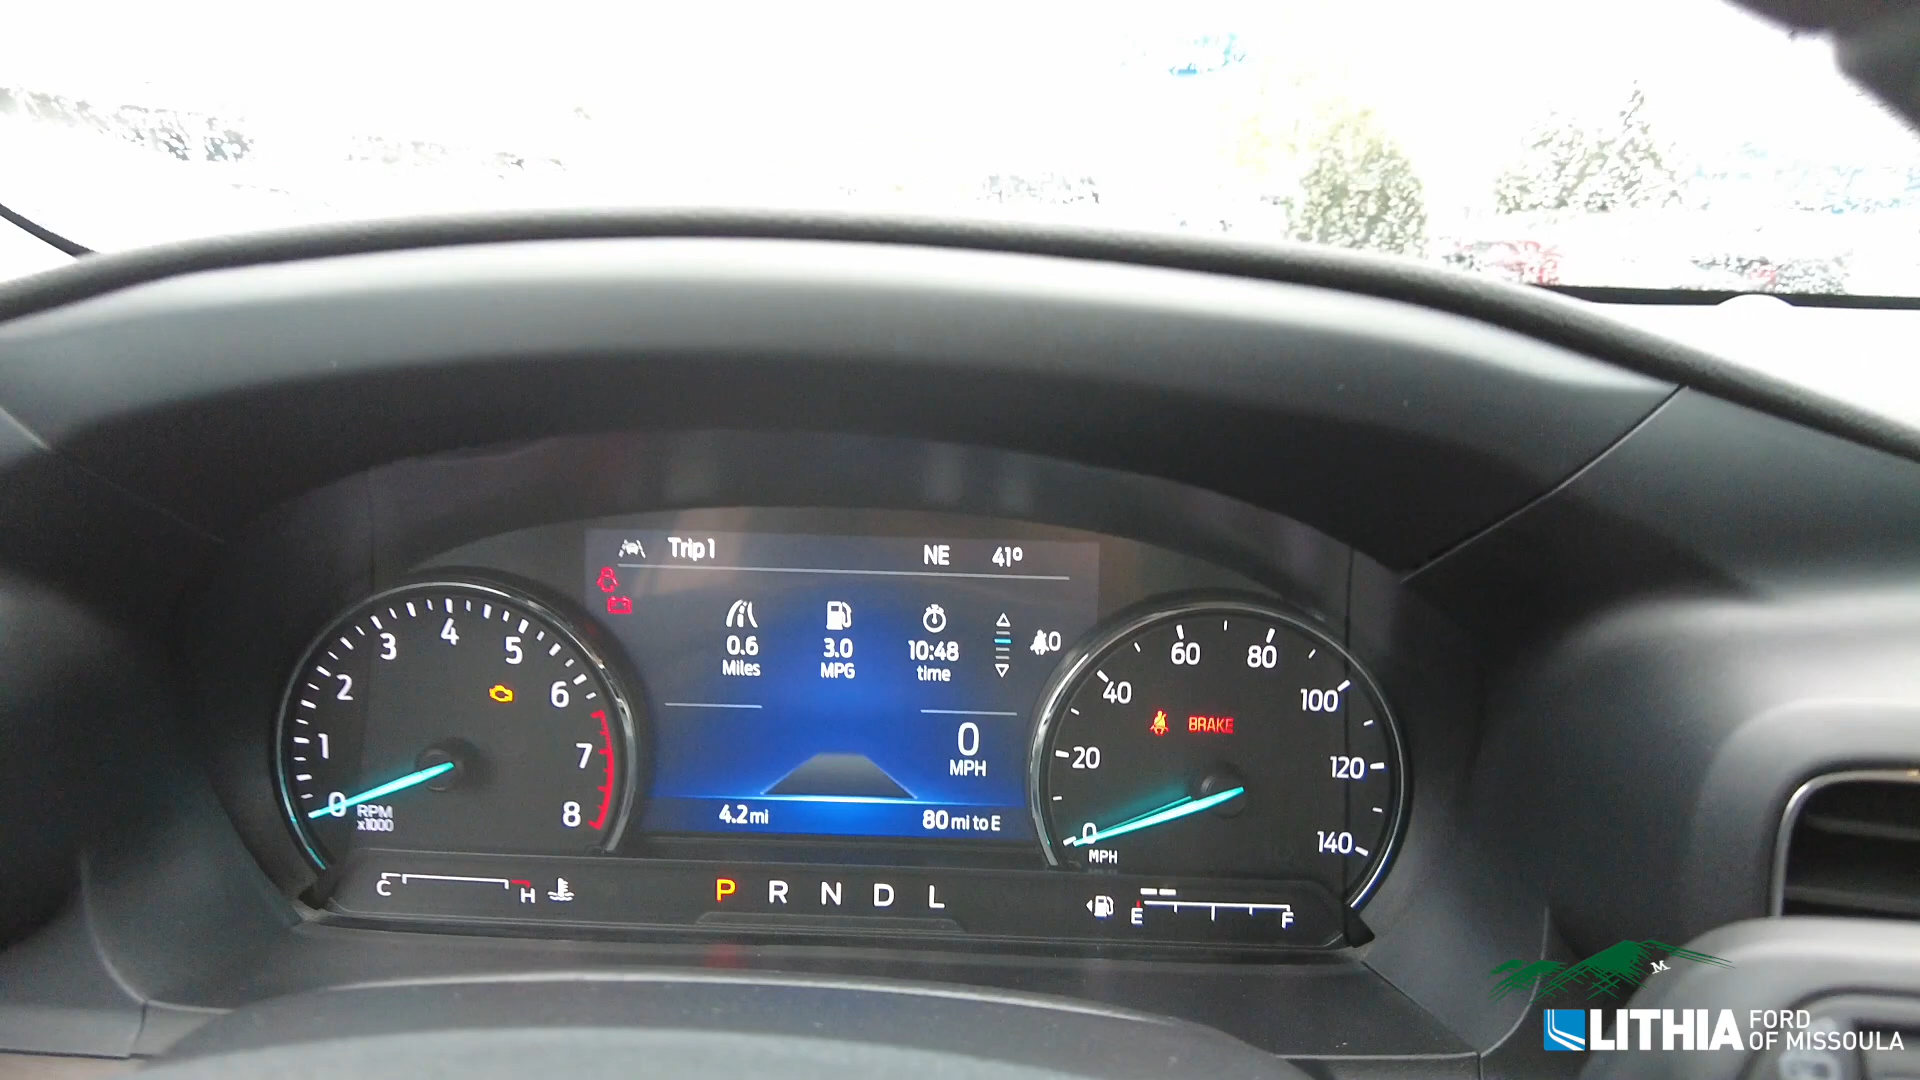 Trip 1 NE 41°
0.6 3.0 10:48
Miles MPG time
0
0 MPH
4.2 mi 80 mi to E
0 1 2 3 4 5 6 7 8
RPM
x1000
0 20 40 60 80 100 120 140
MPH
BRAKE
C H
P R N D L
E F
M
LITHIA FORD
OF MISSOULA